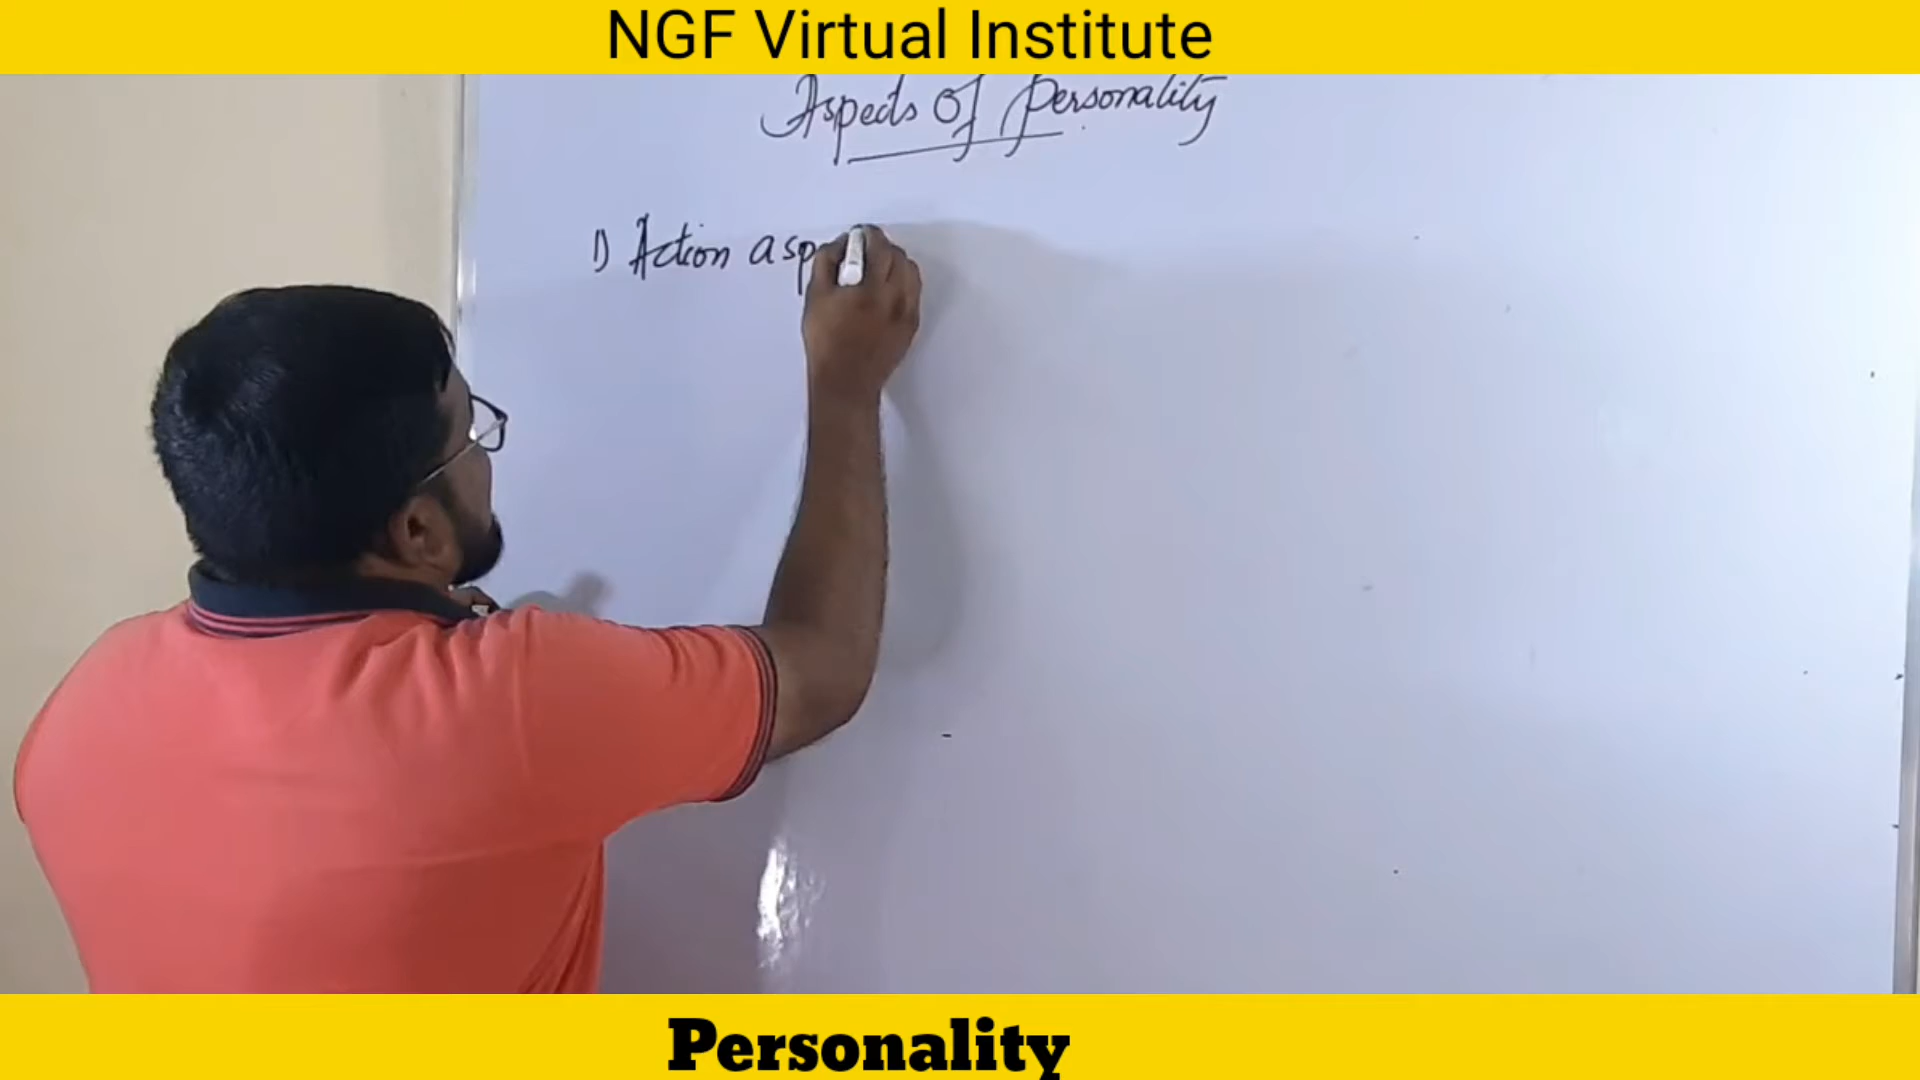 NGF Virtual Institute
Aspects Of Personality
1) Action asp
Personality